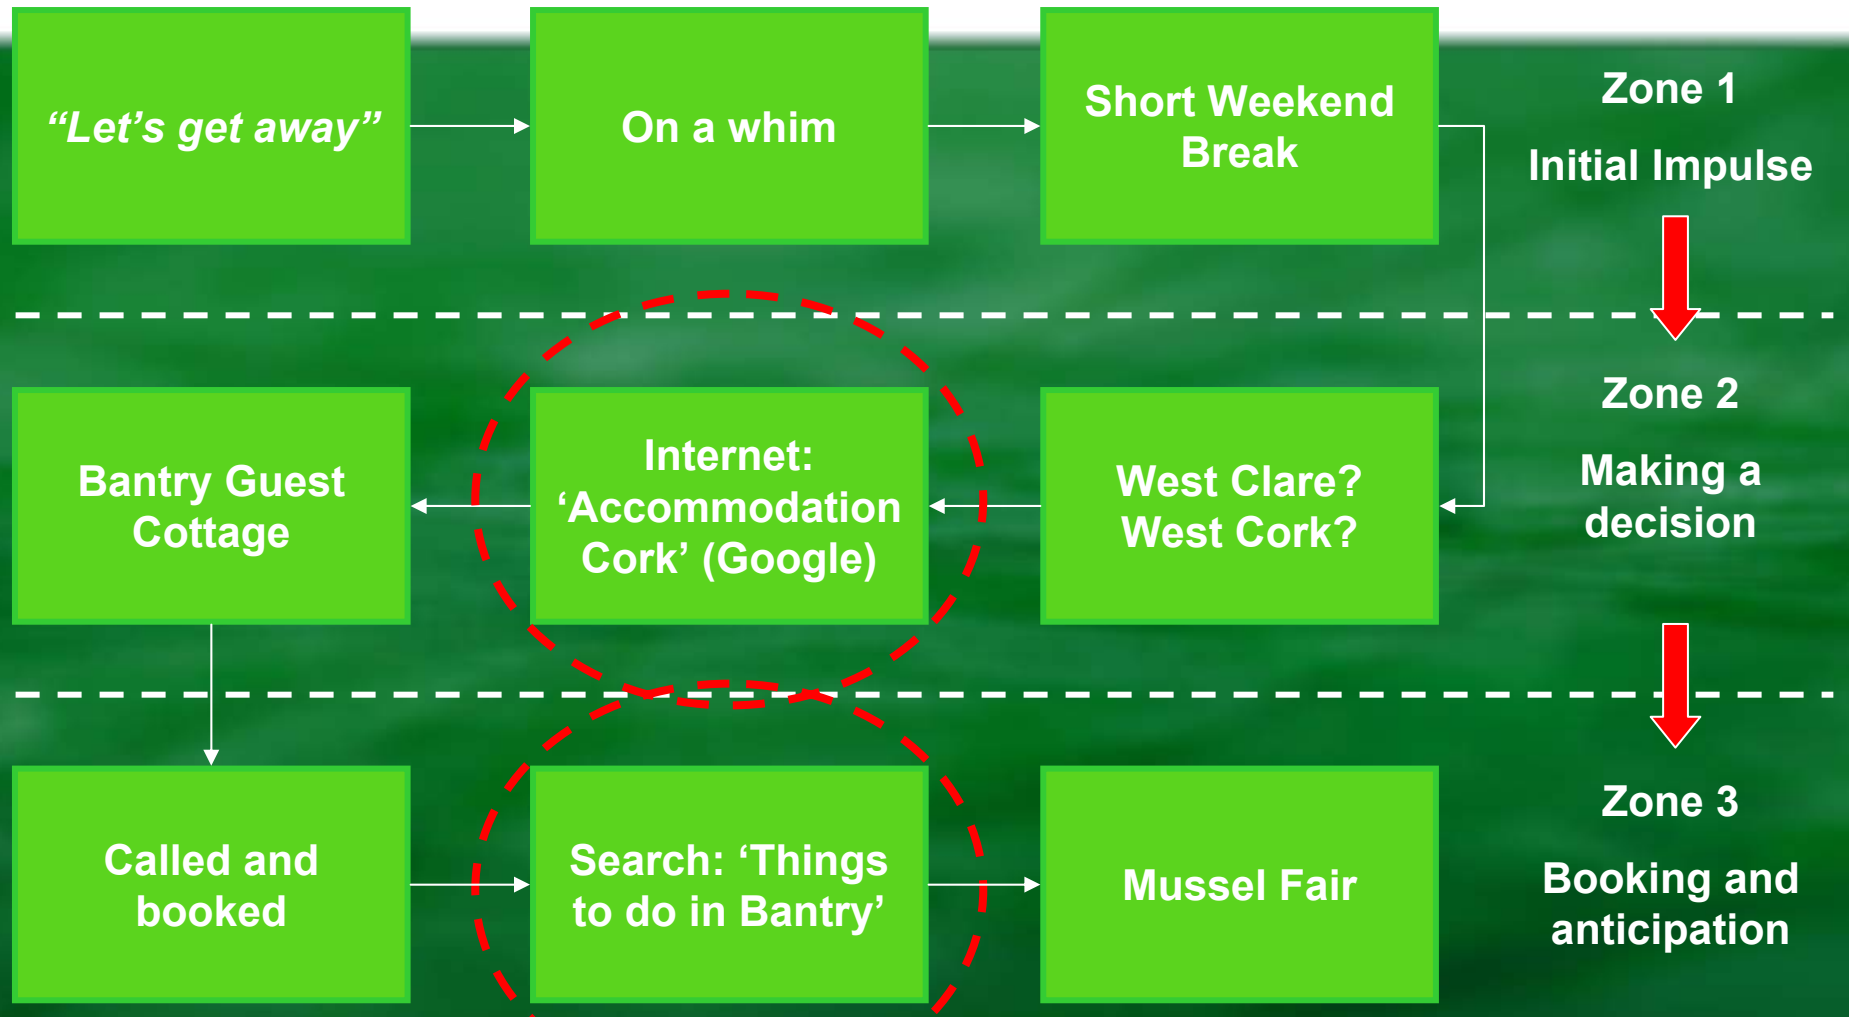 “Let’s get away”
On a whim
Short Weekend
Break
Zone 1
Initial Impulse
Bantry Guest
Cottage
Internet:
‘Accommodation
Cork’ (Google)
West Clare?
West Cork?
Zone 2
Making a
decision
Called and
booked
Search: ‘Things
to do in Bantry’
Mussel Fair
Zone 3
Booking and
anticipation